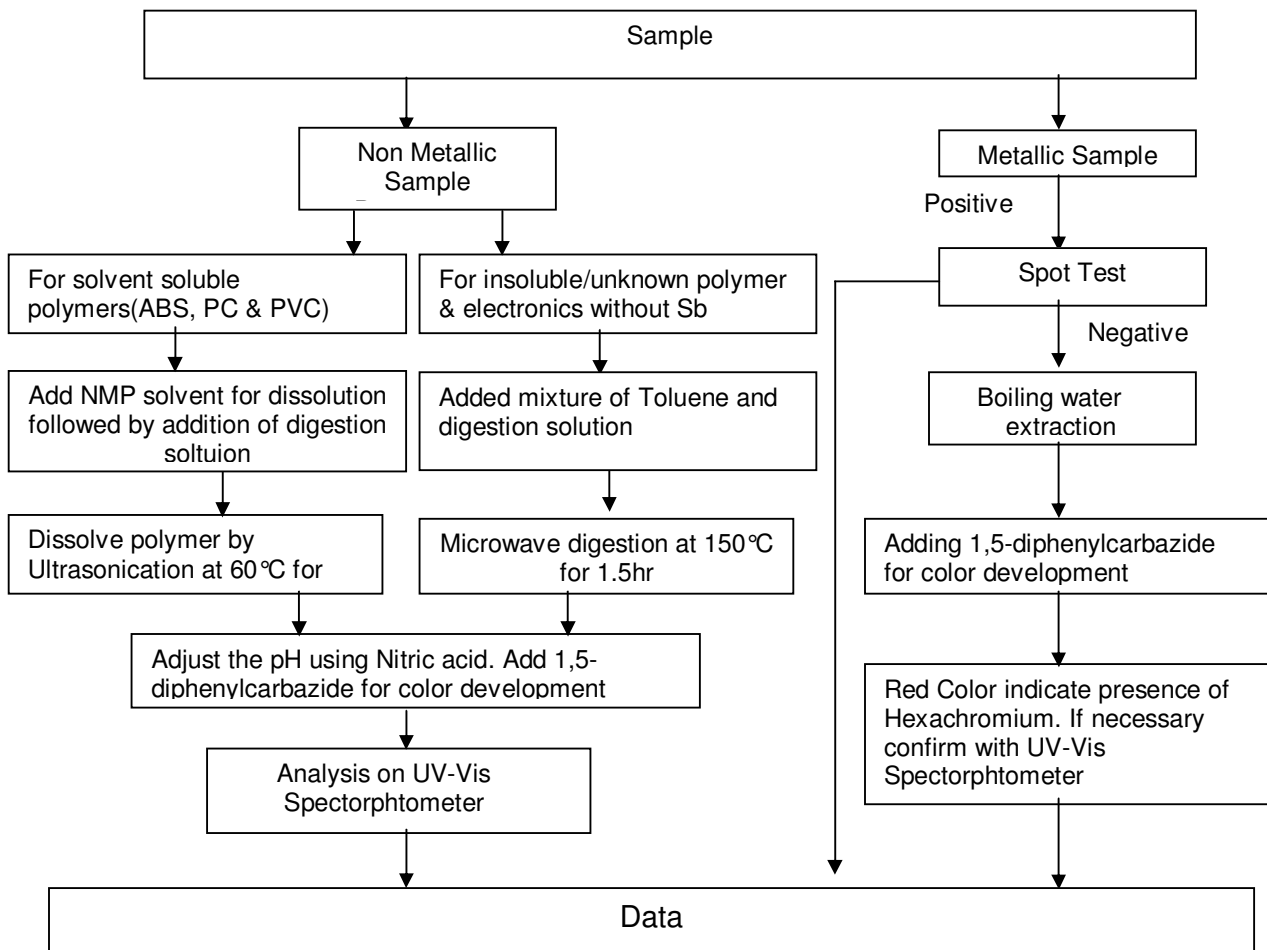 Sample
Non Metallic
Sample
Metallic Sample
Positive
For solvent soluble
polymers(ABS, PC & PVC)
For insoluble/unknown polymer
& electronics without Sb
Spot Test
Negative
Add NMP solvent for dissolution
followed by addition of digestion
soltuion
Added mixture of Toluene and
digestion solution
Boiling water
extraction
Dissolve polymer by
Ultrasonication at 60°C for
Microwave digestion at 150°C
for 1.5hr
Adding 1,5-diphenylcarbazide
for color development
Adjust the pH using Nitric acid. Add 1,5-
diphenylcarbazide for color development
Red Color indicate presence of
Hexachromium. If necessary
confirm with UV-Vis
Spectorphtometer
Analysis on UV-Vis
Spectorphtometer
Data